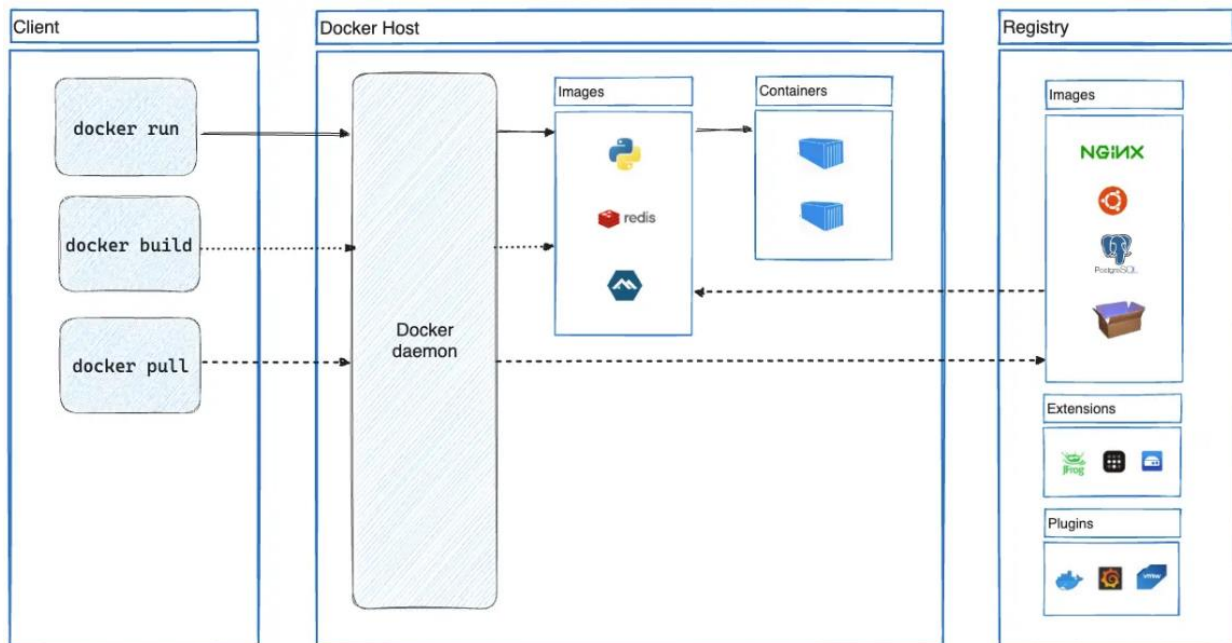 Client
docker run
docker build
docker pull
Docker Host
Docker
daemon
Images
redis
Containers
Registry
Images
NGiNX
PostgreSQL
Extensions
JFrog
Plugins
vmw